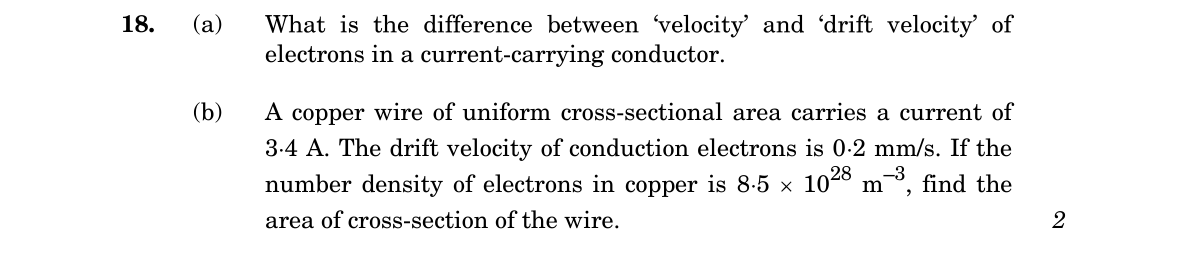 18. (a) What is the difference between ‘velocity’ and ‘drift velocity’ of
electrons in a current-carrying conductor.
(b) A copper wire of uniform cross-sectional area carries a current of
3·4 A. The drift velocity of conduction electrons is 0·2 mm/s. If the
number density of electrons in copper is 8·5 × 10²⁸ m⁻³, find the
area of cross-section of the wire. 2